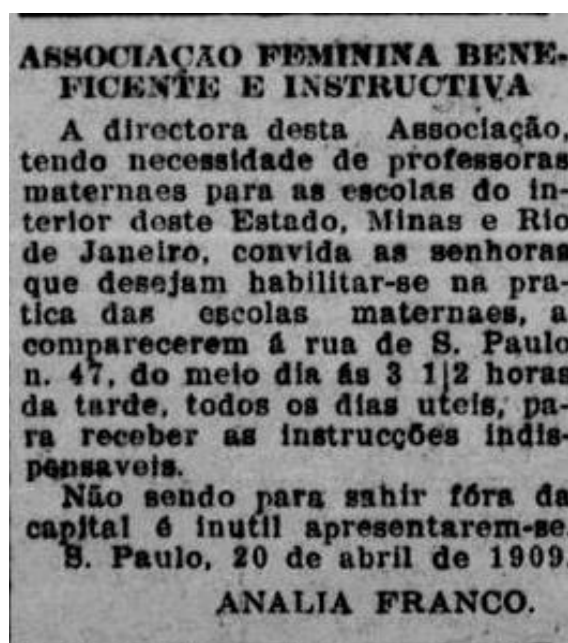 ASSOCIAÇÃO FEMININA BENE-
FICENTE E INSTRUCTIVA
A directora desta Associação,
tendo necessidade de professoras
maternaes para as escolas do in-
terior deste Estado, Minas e Rio
de Janeiro, convida as senhoras
que desejam habilitar-se na pra-
tica das escolas maternaes, a
comparecerem á rua de S. Paulo
n. 47, do meio dia ás 3 1|2 horas
da tarde, todos os dias uteis, pa-
ra receber as instrucções indis-
pensaveis.
Não sendo para sahir fóra da
capital é inutil apresentarem-se.
S. Paulo, 20 de abril de 1909.
ANALIA FRANCO.